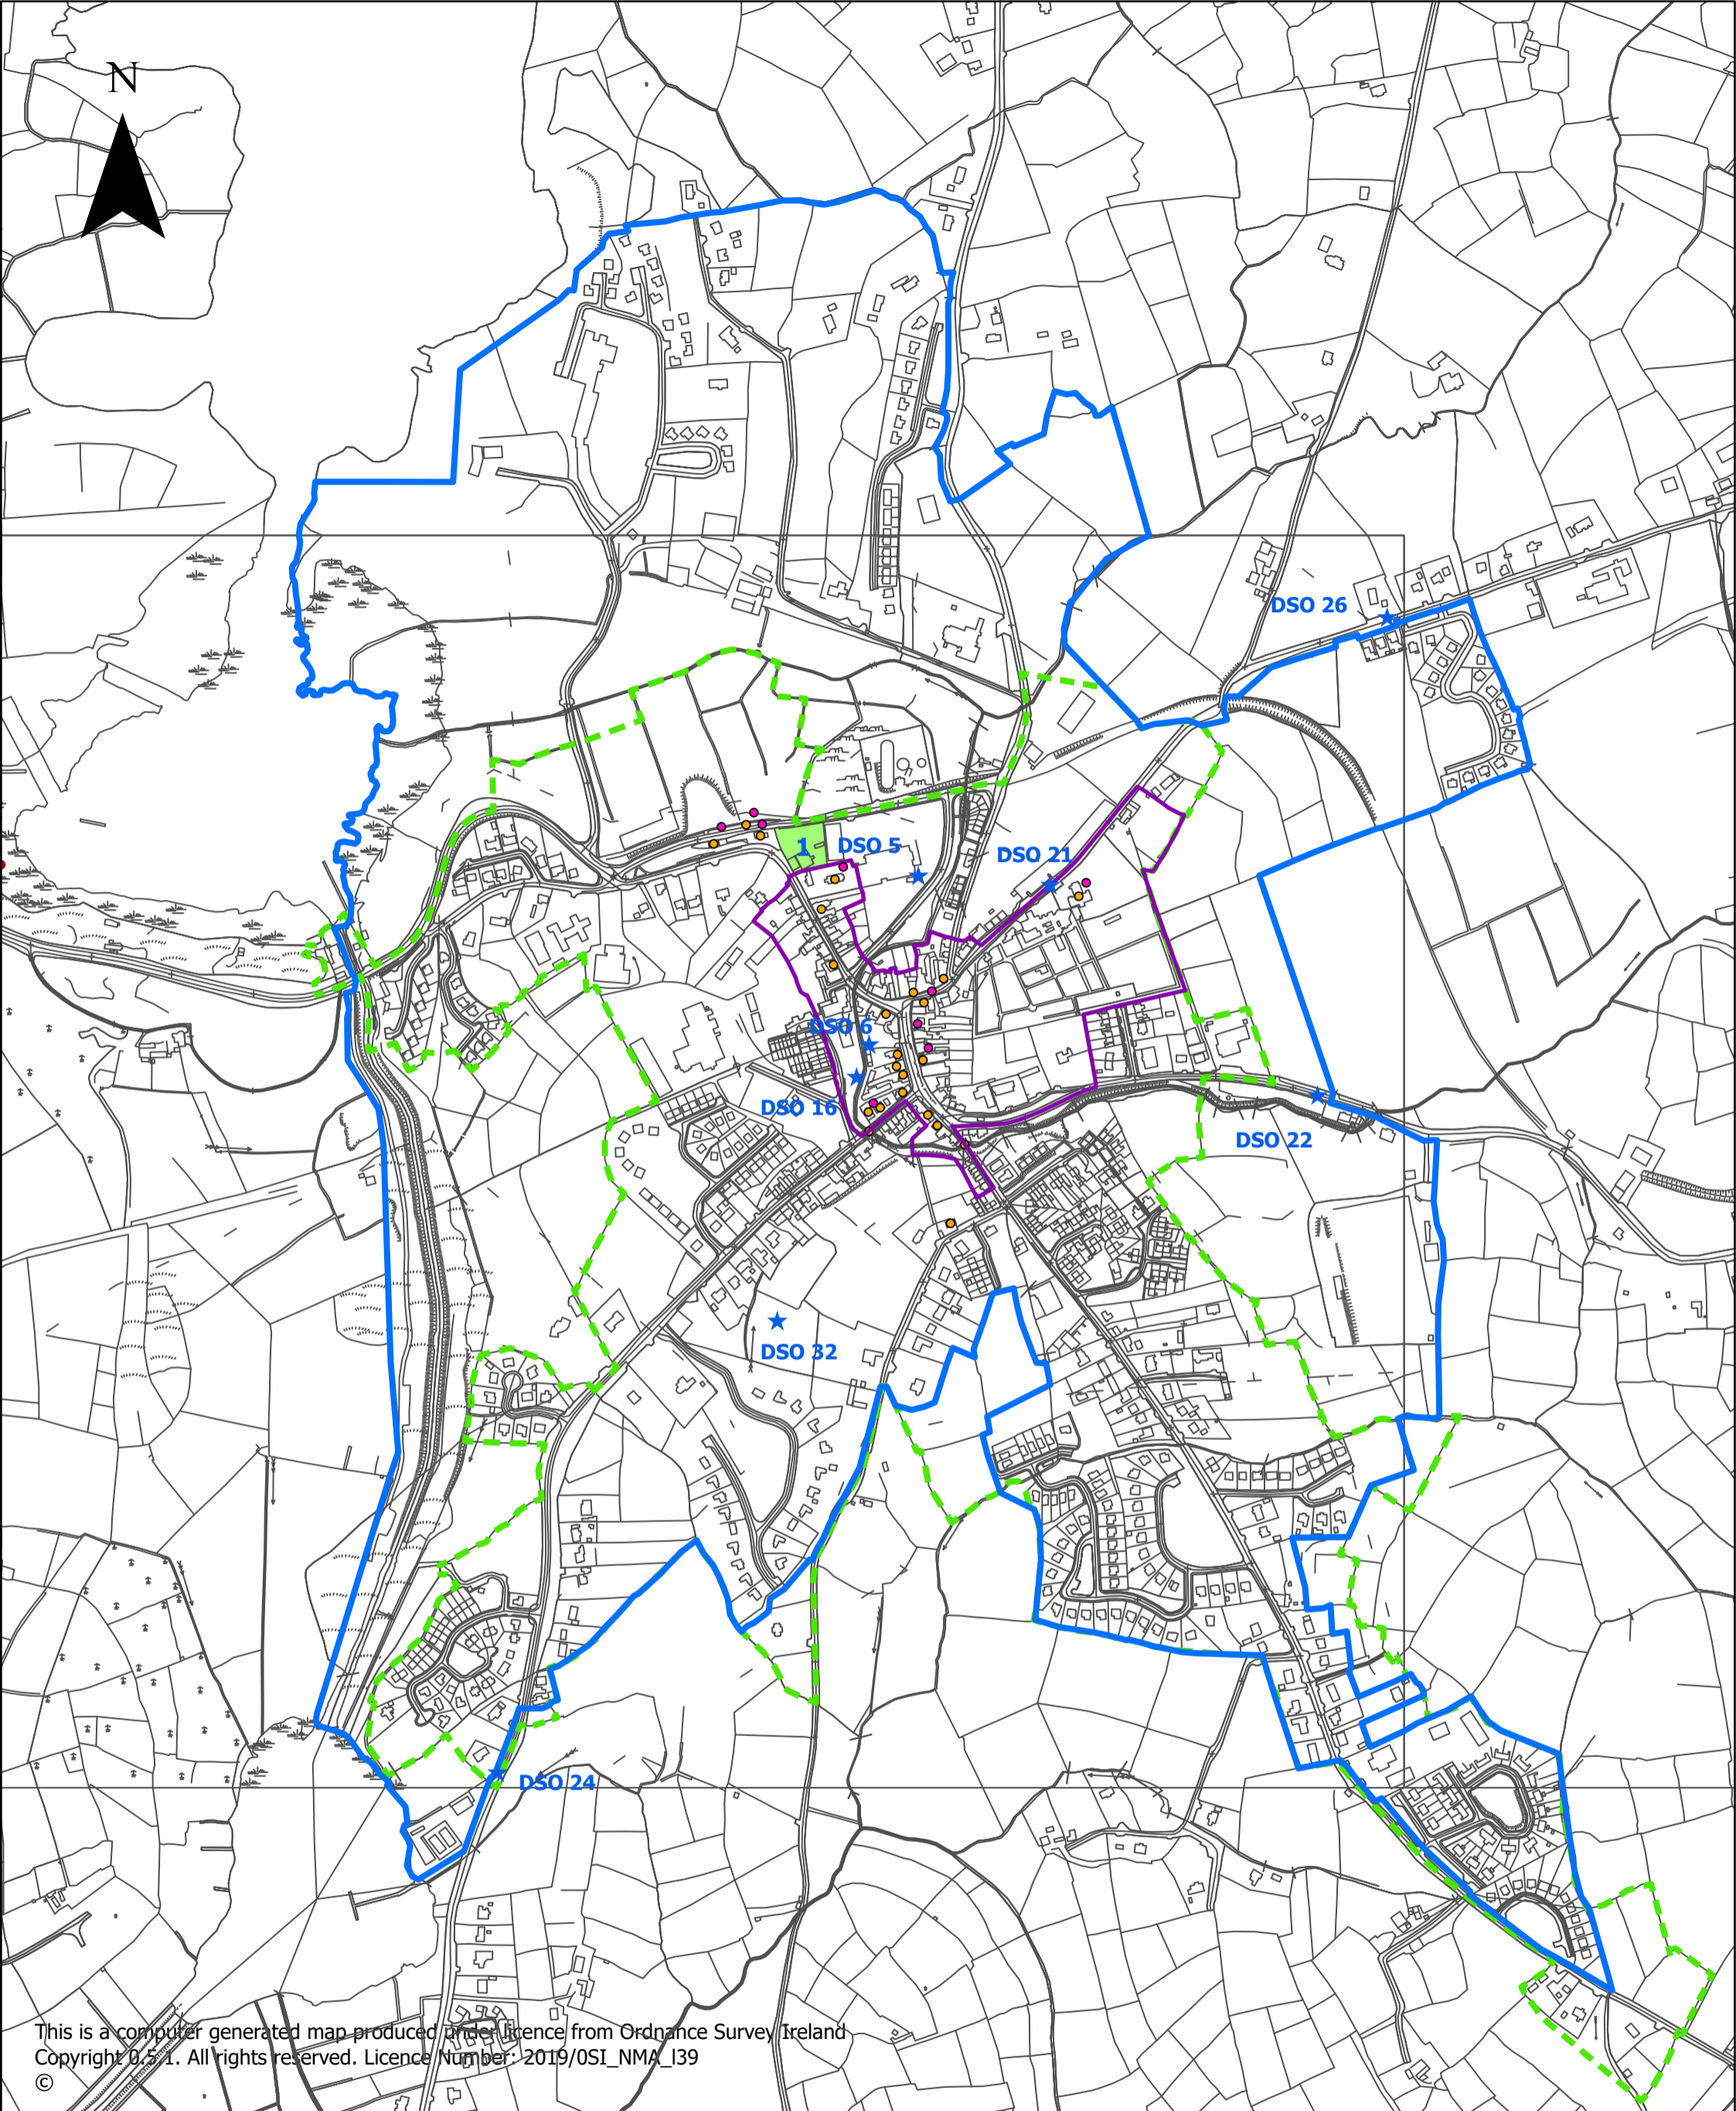 N
DSO 26
1
DSO 5
DSO 21
DSO 6
DSO 16
DSO 22
DSO 32
DSO 24
This is a computer generated map produced under licence from Ordnance Survey Ireland
Copyright 0.5.1. All rights reserved. Licence Number: 2019/0SI_NMA_I39
©